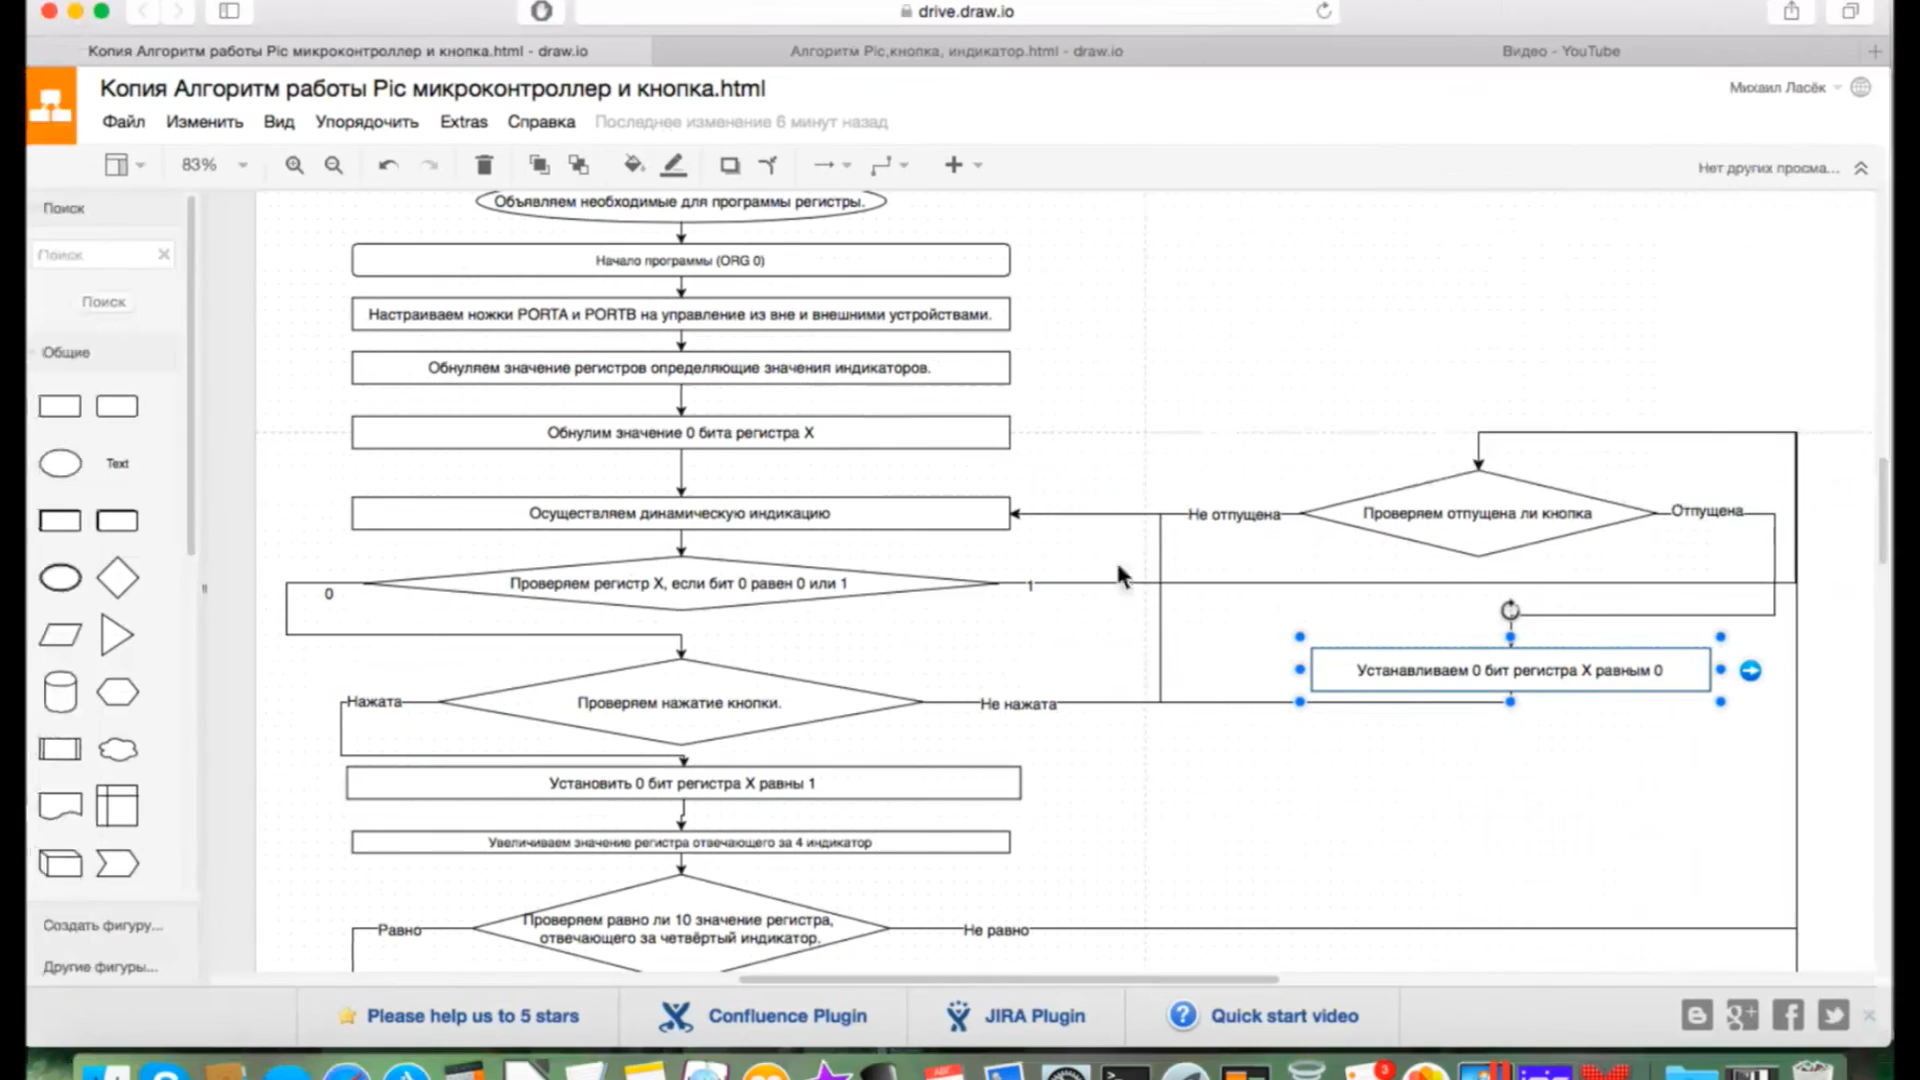 drive.draw.io
Копия Алгоритм работы Pic микроконтроллер и кнопка.html - draw.io
Алгоритм Pic,кнопка, индикатор.html - draw.io
Видео - YouTube
Копия Алгоритм работы Pic микроконтроллер и кнопка.html
Михаил Ласёк
Файл
Изменить
Вид
Упорядочить
Extras
Справка
Последнее изменение 6 минут назад
83%
Нет других просма...
Поиск
Поиск
Поиск
Общие
Text
Создать фигуру...
Другие фигуры...
Объявляем необходимые для программы регистры.
Начало программы (ORG 0)
Настраиваем ножки PORTA и PORTB на управление из вне и внешними устройствами.
Обнуляем значение регистров определяющие значения индикаторов.
Обнулим значение 0 бита регистра X
Осуществляем динамическую индикацию
Не отпущена
Проверяем отпущена ли кнопка
Отпущена
Проверяем регистр X, если бит 0 равен 0 или 1
0
1
Устанавливаем 0 бит регистра X равным 0
Нажата
Проверяем нажатие кнопки.
Не нажата
Установить 0 бит регистра X равны 1
Увеличиваем значение регистра отвечающего за 4 индикатор
Равно
Проверяем равно ли 10 значение регистра,
отвечающего за четвёртый индикатор.
Не равно
Please help us to 5 stars
Confluence Plugin
JIRA Plugin
Quick start video
3